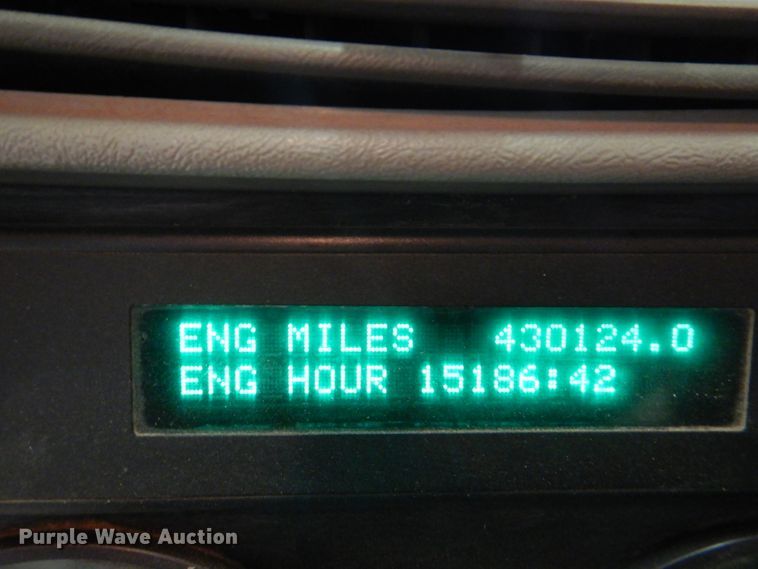 ENG MILES 430124.0
ENG HOUR 15186:42
Purple Wave Auction